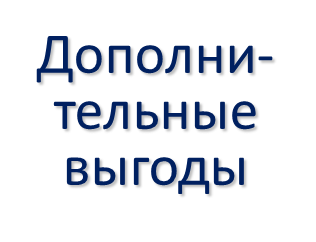 Дополни-
тельные
выгоды